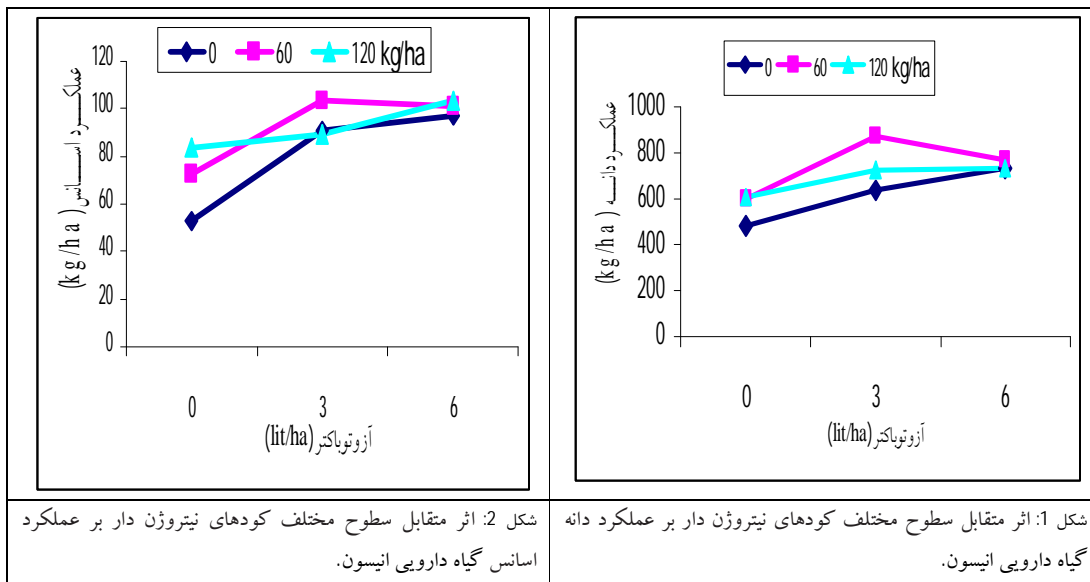 0 60 120 kg/ha
عملکرد دانه (kg/ha)
1000
800
600
400
200
0
0 3 6
آزوتوباکتر (lit/ha)
شکل 1: اثر متقابل سطوح مختلف کودهای نیتروژن دار بر عملکرد دانه
گیاه دارویی انیسون.
0 60 120 kg/ha
عملکرد اسانس (kg/ha)
120
100
80
60
40
20
0
0 3 6
آزوتوباکتر (lit/ha)
شکل 2: اثر متقابل سطوح مختلف کودهای نیتروژن دار بر عملکرد
اسانس گیاه دارویی انیسون.